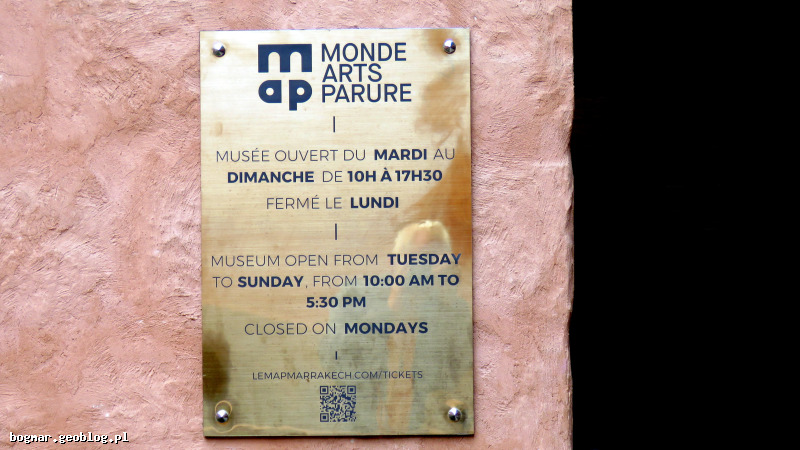 map
MONDE
ARTS
PARURE
MUSÉE OUVERT DU MARDI AU
DIMANCHE DE 10H À 17H30
FERMÉ LE LUNDI
MUSEUM OPEN FROM TUESDAY
TO SUNDAY, FROM 10:00 AM TO
5:30 PM
CLOSED ON MONDAYS
LEMAPMARRAKECH.COM/TICKETS
bogmar.geoblog.pl